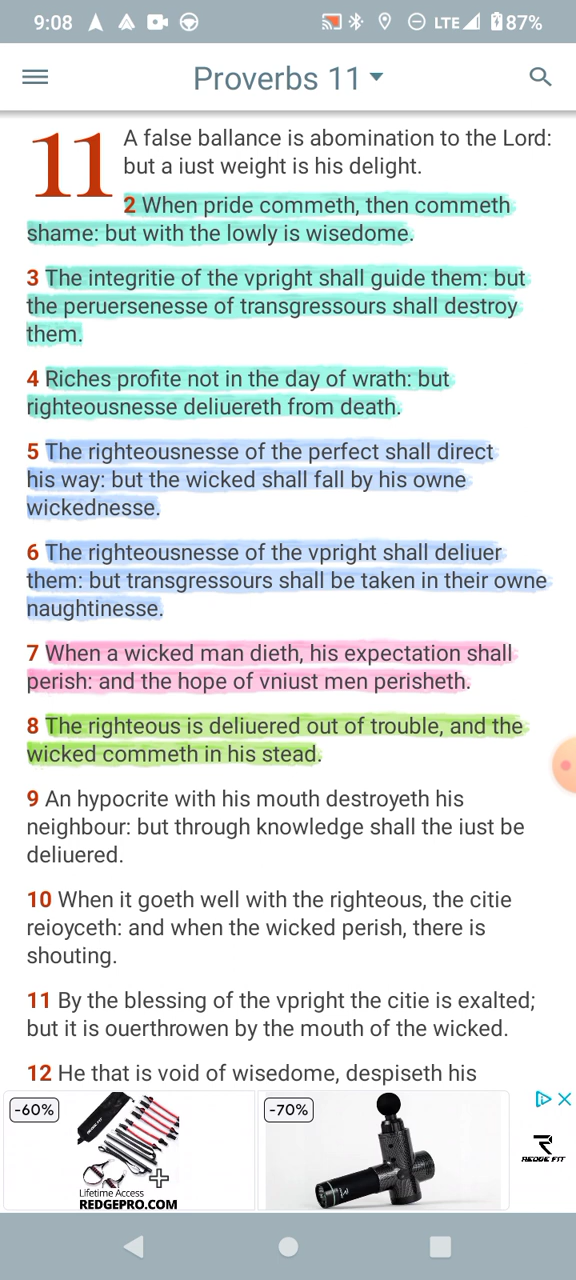 9:08
LTE 87%
Proverbs 11
11 A false ballance is abomination to the Lord:
but a iust weight is his delight.
2 When pride commeth, then commeth
shame: but with the lowly is wisedome.
3 The integritie of the vpright shall guide them: but
the peruersenesse of transgressours shall destroy
them.
4 Riches profite not in the day of wrath: but
righteousnesse deliuereth from death.
5 The righteousnesse of the perfect shall direct
his way: but the wicked shall fall by his owne
wickednesse.
6 The righteousnesse of the vpright shall deliuer
them: but transgressours shall be taken in their owne
naughtinesse.
7 When a wicked man dieth, his expectation shall
perish: and the hope of vniust men perisheth.
8 The righteous is deliuered out of trouble, and the
wicked commeth in his stead.
9 An hypocrite with his mouth destroyeth his
neighbour: but through knowledge shall the iust be
deliuered.
10 When it goeth well with the righteous, the citie
reioyceth: and when the wicked perish, there is
shouting.
11 By the blessing of the vpright the citie is exalted;
but it is ouerthrowen by the mouth of the wicked.
12 He that is void of wisedome, despiseth his
-60%
-70%
Lifetime Access
REDGEPRO.COM
REDGE FIT